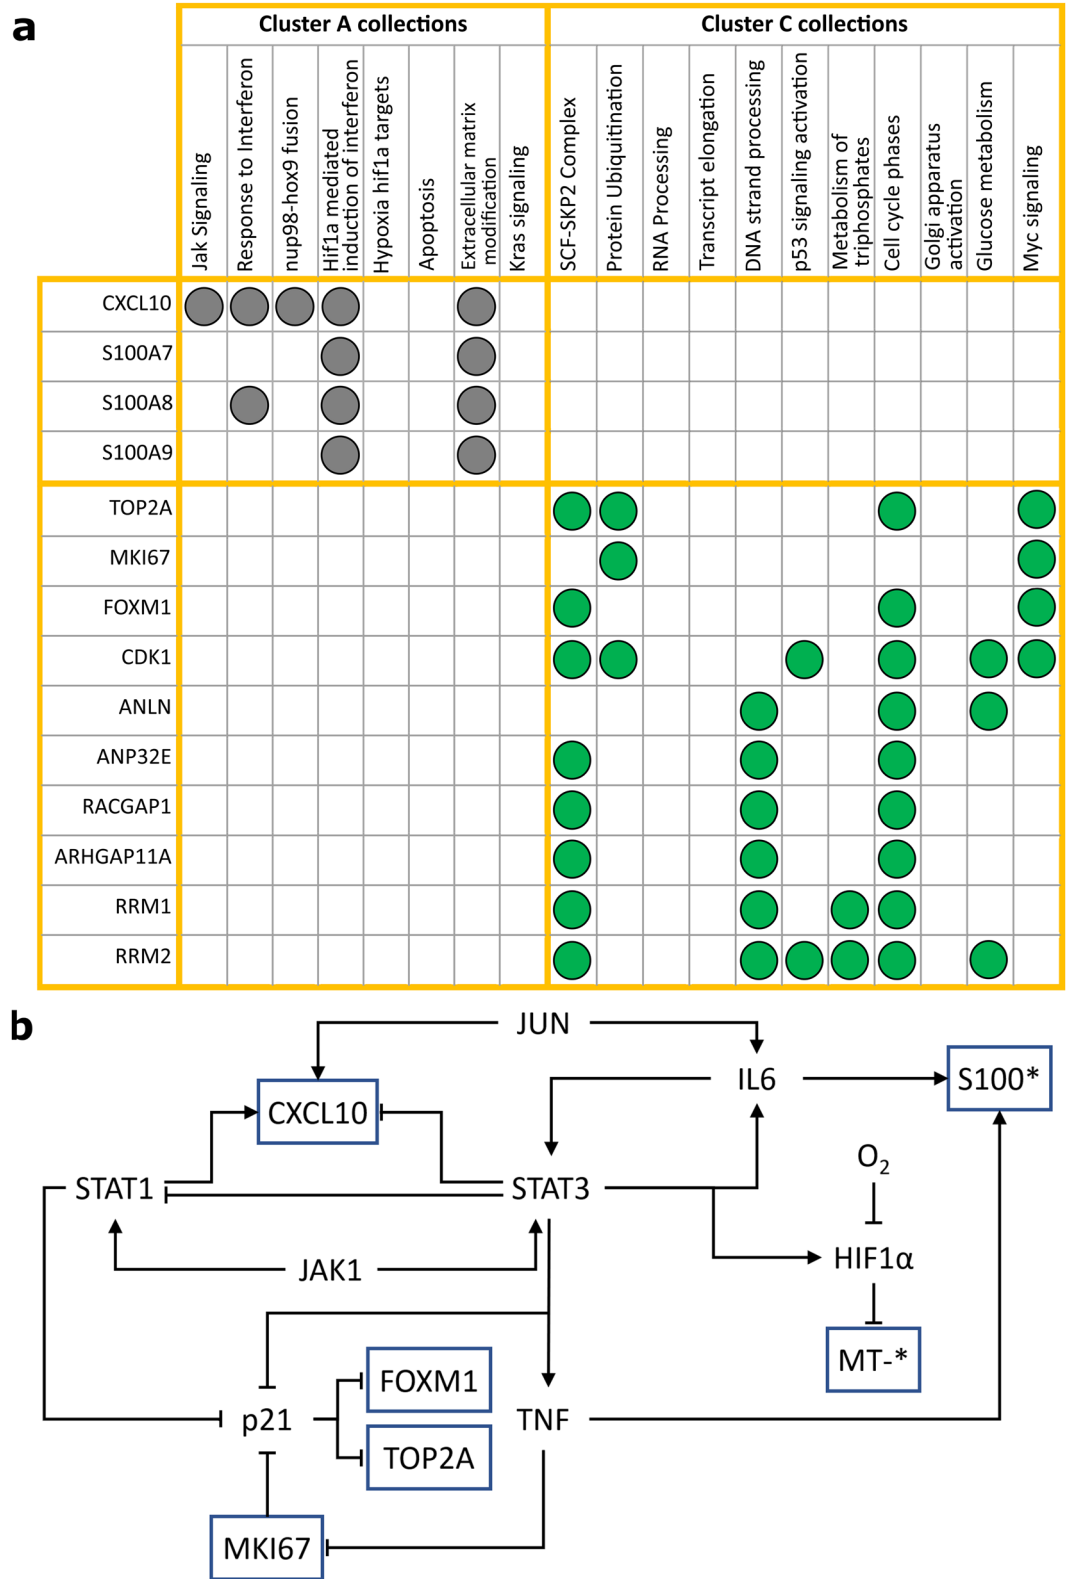 a
Cluster A collections
Cluster C collections
Jak Signaling
Response to Interferon
nup98-hox9 fusion
Hif1a mediated
induction of interferon
Hypoxia hif1a targets
Apoptosis
Extracellular matrix
modification
Kras signaling
SCF-SKP2 Complex
Protein Ubiquitination
RNA Processing
Transcript elongation
DNA strand processing
p53 signaling activation
Metabolism of
triphosphates
Cell cycle phases
Golgi apparatus
activation
Glucose metabolism
Myc signaling
CXCL10
S100A7
S100A8
S100A9
TOP2A
MKI67
FOXM1
CDK1
ANLN
ANP32E
RACGAP1
ARHGAP11A
RRM1
RRM2
b
JUN
IL6
S100*
CXCL10
O₂
STAT1
STAT3
HIF1α
JAK1
MT-*
FOXM1
p21
TNF
TOP2A
MKI67